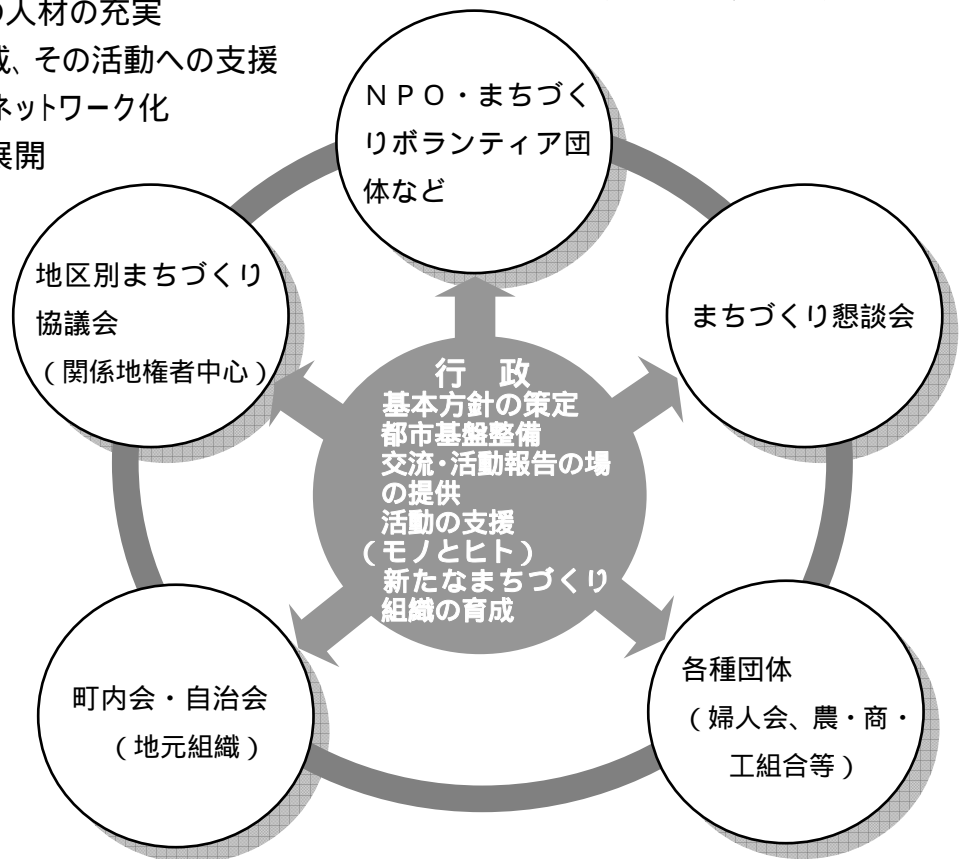 の人材の充実
成、その活動への支援
ネットワーク化
展開
ＮＰＯ・まちづく
りボランティア団
体など
地区別まちづくり
協議会
（関係地権者中心）
まちづくり懇談会
行　政
基本方針の策定
都市基盤整備
交流・活動報告の場
の提供
活動の支援
（モノとヒト）
新たなまちづくり
組織の育成
町内会・自治会
（地元組織）
各種団体
（婦人会、農・商・
工組合等）